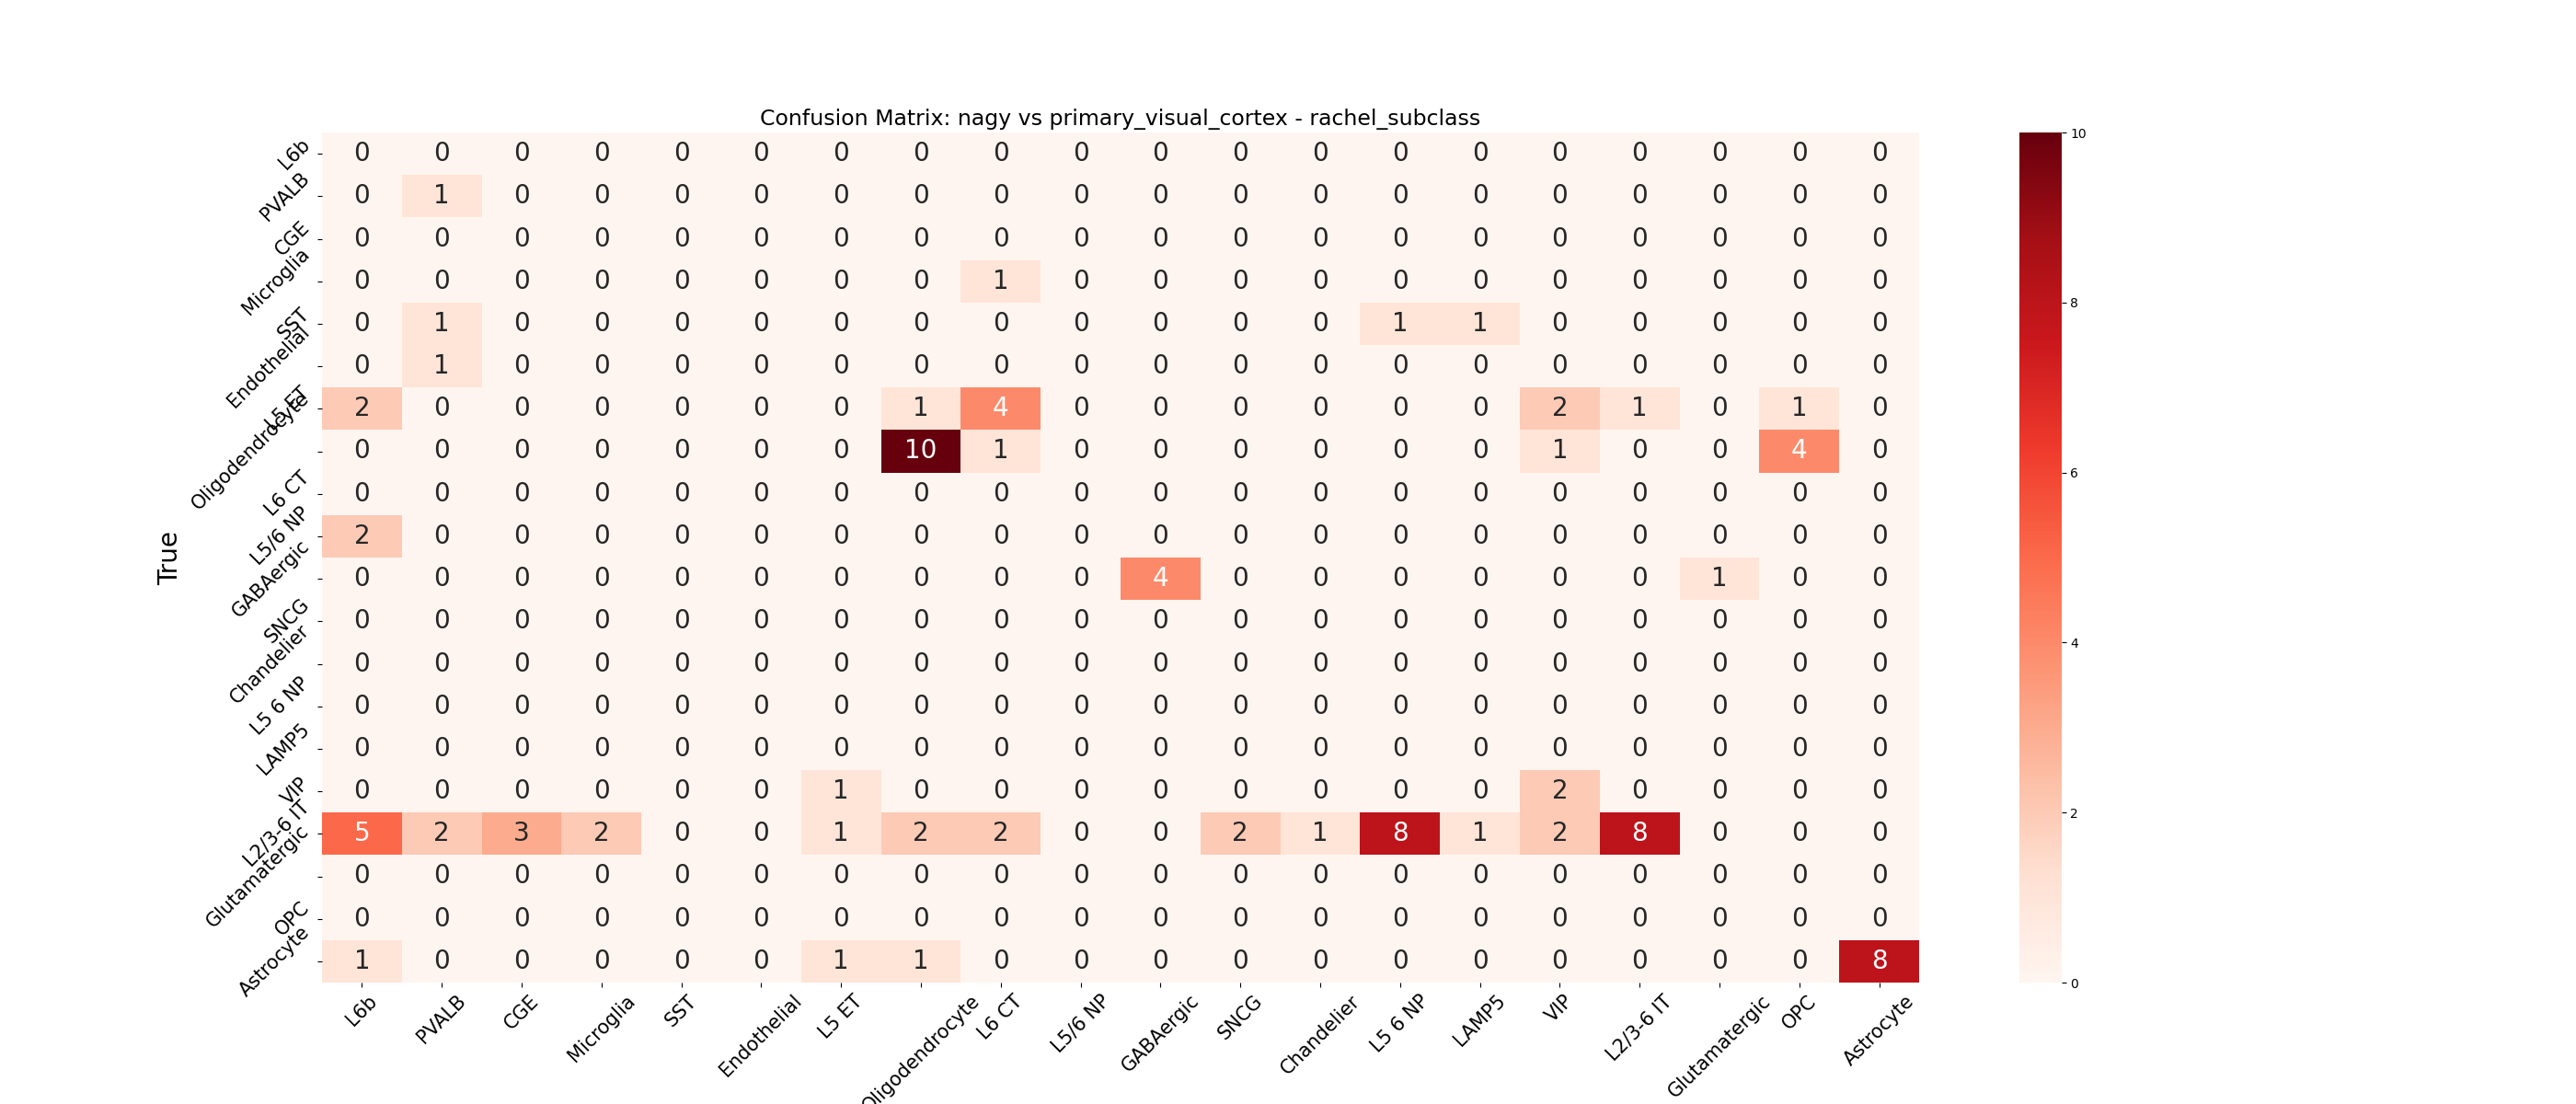 Confusion Matrix: nagy vs primary_visual_cortex - rachel_subclass
True
L6b 0 0 0 0 0 0 0 0 0 0 0 0 0 0 0 0 0 0 0 0
PVALB 0 1 0 0 0 0 0 0 0 0 0 0 0 0 0 0 0 0 0 0
CGE 0 0 0 0 0 0 0 0 0 0 0 0 0 0 0 0 0 0 0 0
Microglia 0 0 0 0 0 0 0 0 1 0 0 0 0 0 0 0 0 0 0 0
SST 0 1 0 0 0 0 0 0 0 0 0 0 0 1 1 0 0 0 0 0
Endothelial 0 1 0 0 0 0 0 0 0 0 0 0 0 0 0 0 0 0 0 0
L5 ET 2 0 0 0 0 0 0 1 4 0 0 0 0 0 0 2 1 0 1 0
Oligodendrocyte 0 0 0 0 0 0 0 10 1 0 0 0 0 0 0 1 0 0 4 0
L6 CT 0 0 0 0 0 0 0 0 0 0 0 0 0 0 0 0 0 0 0 0
L5/6 NP 2 0 0 0 0 0 0 0 0 0 0 0 0 0 0 0 0 0 0 0
GABAergic 0 0 0 0 0 0 0 0 0 0 4 0 0 0 0 0 0 1 0 0
SNCG 0 0 0 0 0 0 0 0 0 0 0 0 0 0 0 0 0 0 0 0
Chandelier 0 0 0 0 0 0 0 0 0 0 0 0 0 0 0 0 0 0 0 0
L5 6 NP 0 0 0 0 0 0 0 0 0 0 0 0 0 0 0 0 0 0 0 0
LAMP5 0 0 0 0 0 0 0 0 0 0 0 0 0 0 0 0 0 0 0 0
VIP 0 0 0 0 0 0 1 0 0 0 0 0 0 0 0 2 0 0 0 0
L2/3-6 IT 5 2 3 2 0 0 1 2 2 0 0 2 1 8 1 2 8 0 0 0
Glutamatergic 0 0 0 0 0 0 0 0 0 0 0 0 0 0 0 0 0 0 0 0
OPC 0 0 0 0 0 0 0 0 0 0 0 0 0 0 0 0 0 0 0 0
Astrocyte 1 0 0 0 0 0 1 1 0 0 0 0 0 0 0 0 0 0 0 8
L6b PVALB CGE Microglia SST Endothelial L5 ET Oligodendrocyte L6 CT L5/6 NP GABAergic SNCG Chandelier L5 6 NP LAMP5 VIP L2/3-6 IT Glutamatergic OPC Astrocyte
10
8
6
4
2
0